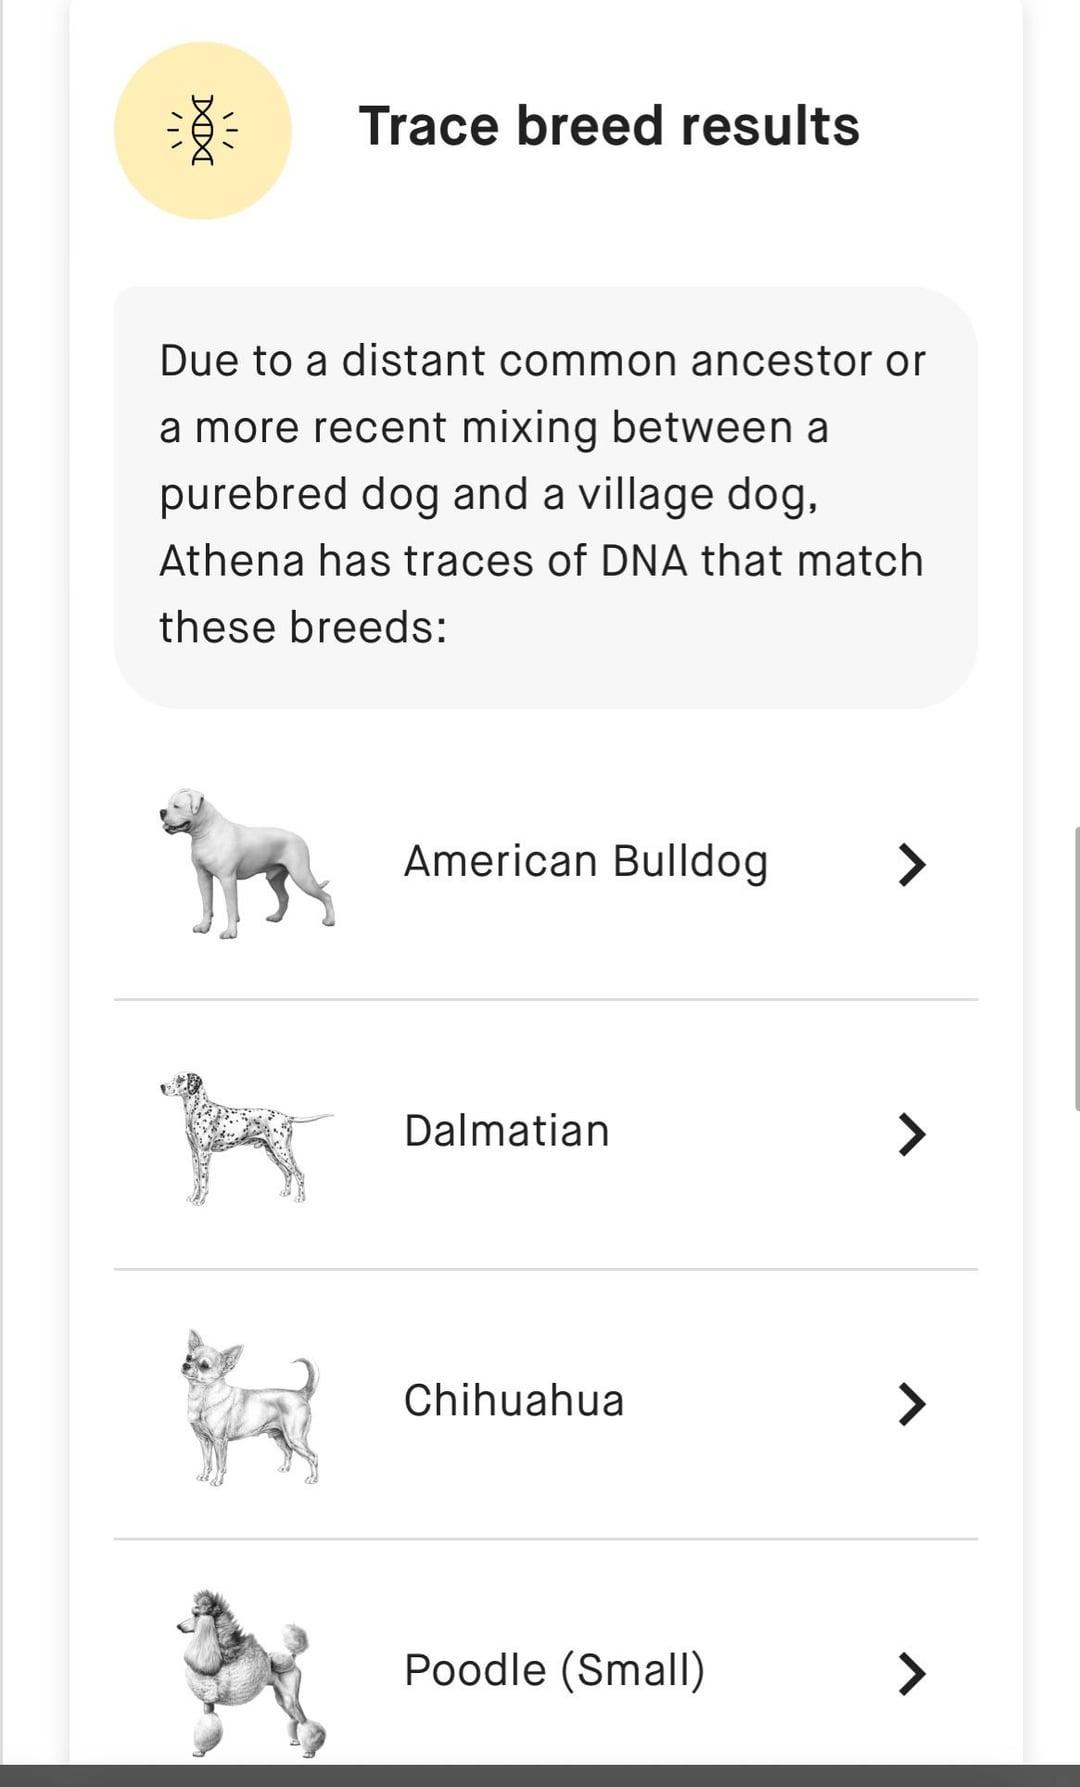 Trace breed results
Due to a distant common ancestor or
a more recent mixing between a
purebred dog and a village dog,
Athena has traces of DNA that match
these breeds:
American Bulldog
Dalmatian
Chihuahua
Poodle (Small)